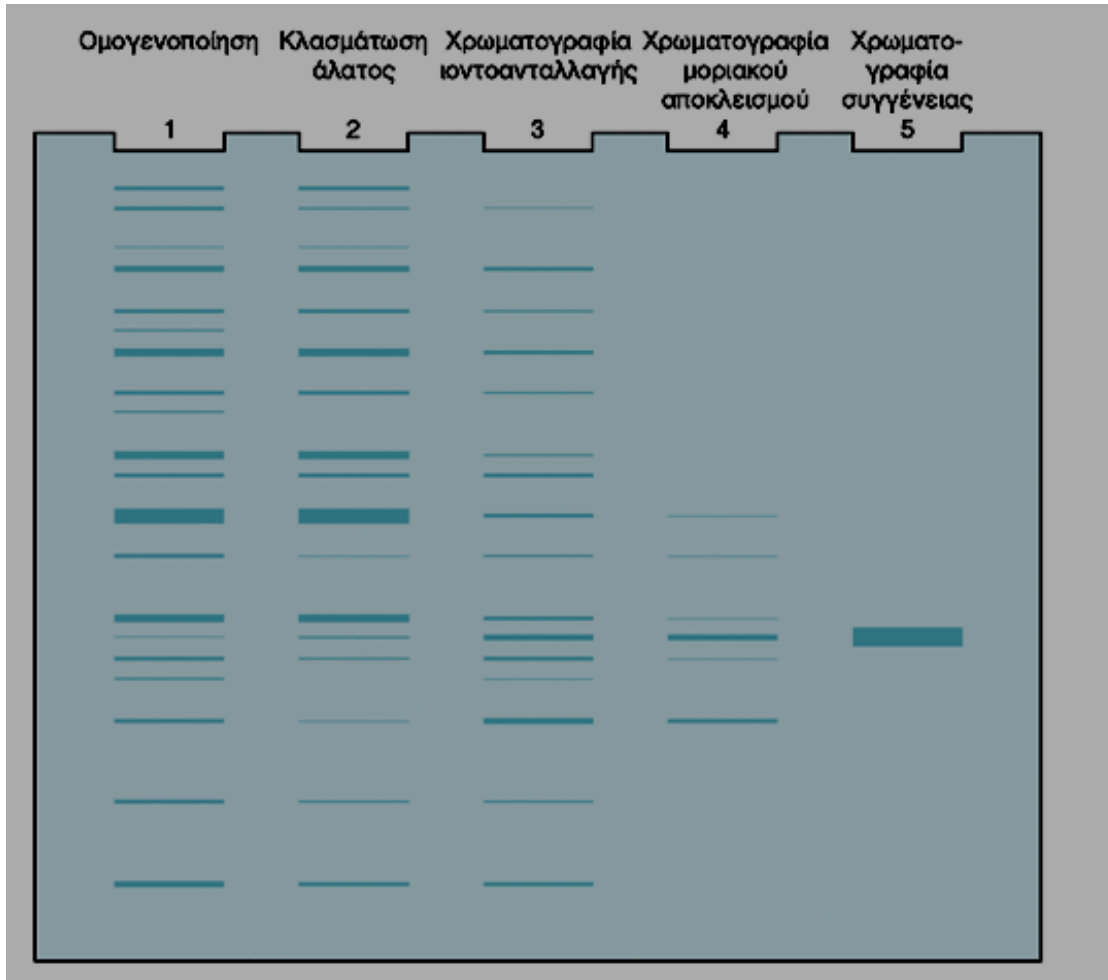 Ομογενοποίηση
Κλασμάτωση
άλατος
Χρωματογραφία
ιοντοανταλλαγής
Χρωματογραφία
μοριακού
αποκλεισμού
Χρωματο-
γραφία
συγγένειας
1
2
3
4
5